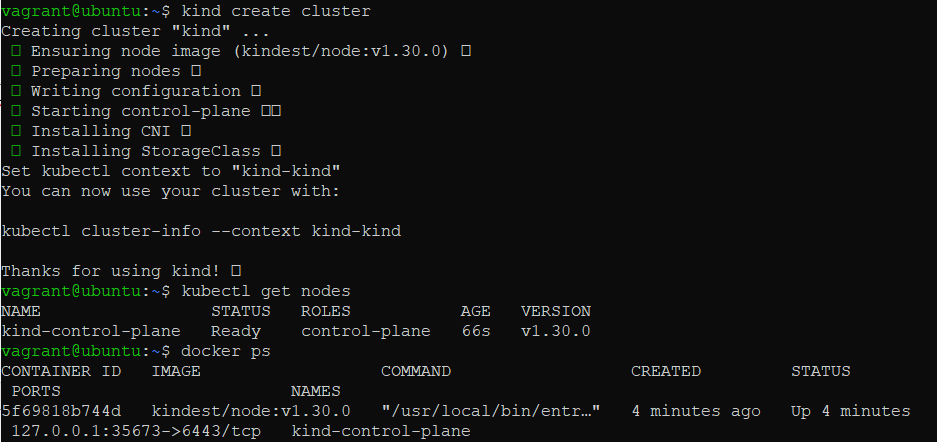 vagrant@ubuntu:~$ kind create cluster
Creating cluster "kind" ...
Ensuring node image (kindest/node:v1.30.0)
Preparing nodes
Writing configuration
Starting control-plane
Installing CNI
Installing StorageClass
Set kubectl context to "kind-kind"
You can now use your cluster with:
kubectl cluster-info --context kind-kind
Thanks for using kind!
vagrant@ubuntu:~$ kubectl get nodes
NAME STATUS ROLES AGE VERSION
kind-control-plane Ready control-plane 66s v1.30.0
vagrant@ubuntu:~$ docker ps
CONTAINER ID IMAGE COMMAND CREATED STATUS
PORTS NAMES
5f69818b744d kindest/node:v1.30.0 "/usr/local/bin/entr…" 4 minutes ago Up 4 minutes
127.0.0.1:35673->6443/tcp kind-control-plane